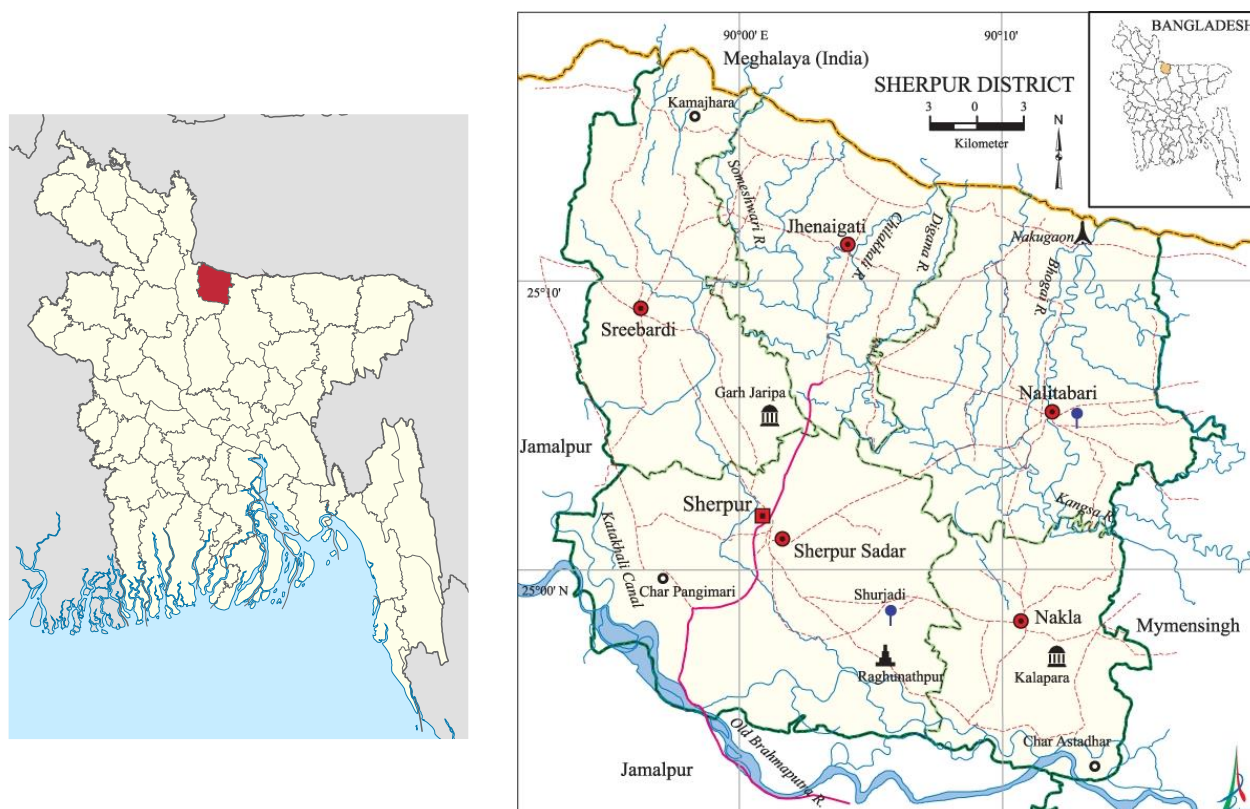 90°00' E
90°10'
BANGLADESH
Meghalaya (India)
SHERPUR DISTRICT
3 0 3
Kilometer
N
Kamajhara
Someshwari R.
Jhenaigati
Chilakhali R.
Digana R.
Nakugaon
Bhogai R.
25°10'
Sreebardi
Garh Jaripa
Nalitabari
Jamalpur
Sherpur
Kangsa R.
Katakhali Canal
Sherpur Sadar
25°00' N
Char Pangimari
Shurjadi
Nakla
Mymensingh
Raghunathpur
Kalapara
Old Brahmaputra R.
Char Astadhar
Jamalpur